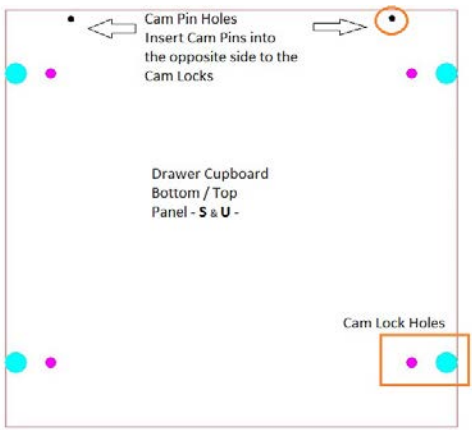 Cam Pin Holes
Insert Cam Pins into
the opposite side to the
Cam Locks
Drawer Cupboard
Bottom / Top
Panel - S & U -
Cam Lock Holes